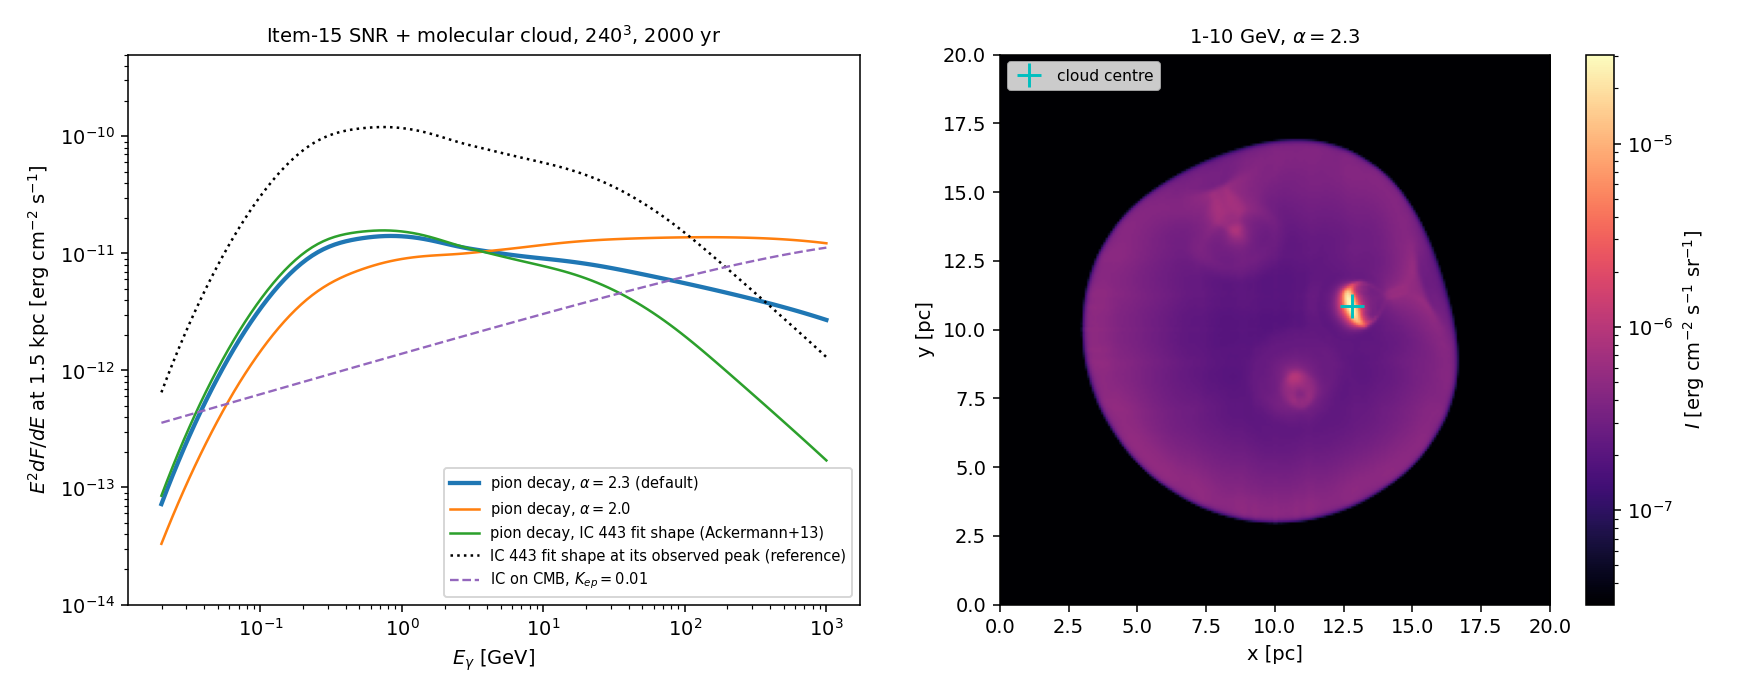 Item-15 SNR + molecular cloud, 240³, 2000 yr
E² dF/dE at 1.5 kpc [erg cm⁻² s⁻¹]
10⁻¹⁰
10⁻¹¹
10⁻¹²
10⁻¹³
10⁻¹⁴
pion decay, α = 2.3 (default)
pion decay, α = 2.0
pion decay, IC 443 fit shape (Ackermann+13)
IC 443 fit shape at its observed peak (reference)
IC on CMB, K_ep = 0.01
10⁻¹ 10⁰ 10¹ 10² 10³
E_γ [GeV]
1-10 GeV, α = 2.3
cloud centre
y [pc]
20.0
17.5
15.0
12.5
10.0
7.5
5.0
2.5
0.0
0.0 2.5 5.0 7.5 10.0 12.5 15.0 17.5 20.0
x [pc]
10⁻⁵
10⁻⁶
10⁻⁷
I [erg cm⁻² s⁻¹ sr⁻¹]